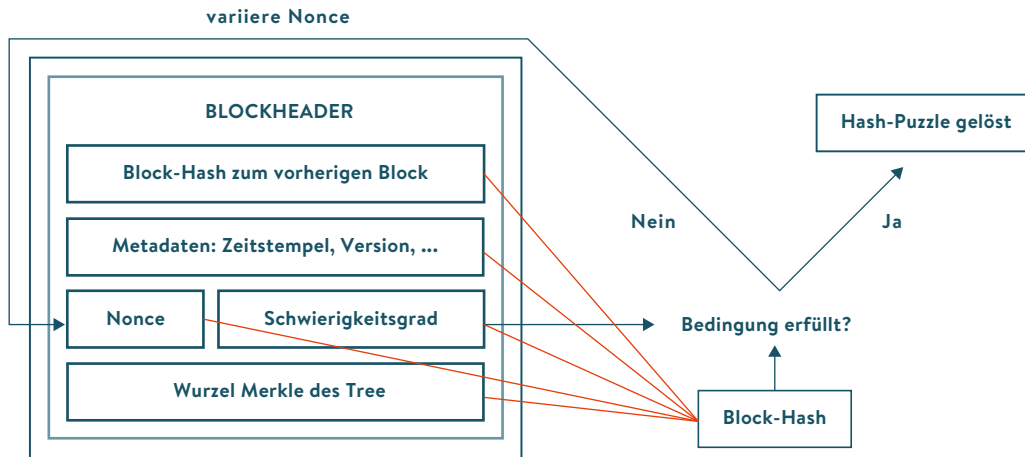 variiere Nonce
BLOCKHEADER
Hash-Puzzle gelöst
Block-Hash zum vorherigen Block
Nein
Ja
Metadaten: Zeitstempel, Version, ...
Nonce
Schwierigkeitsgrad
Bedingung erfüllt?
Wurzel Merkle des Tree
Block-Hash